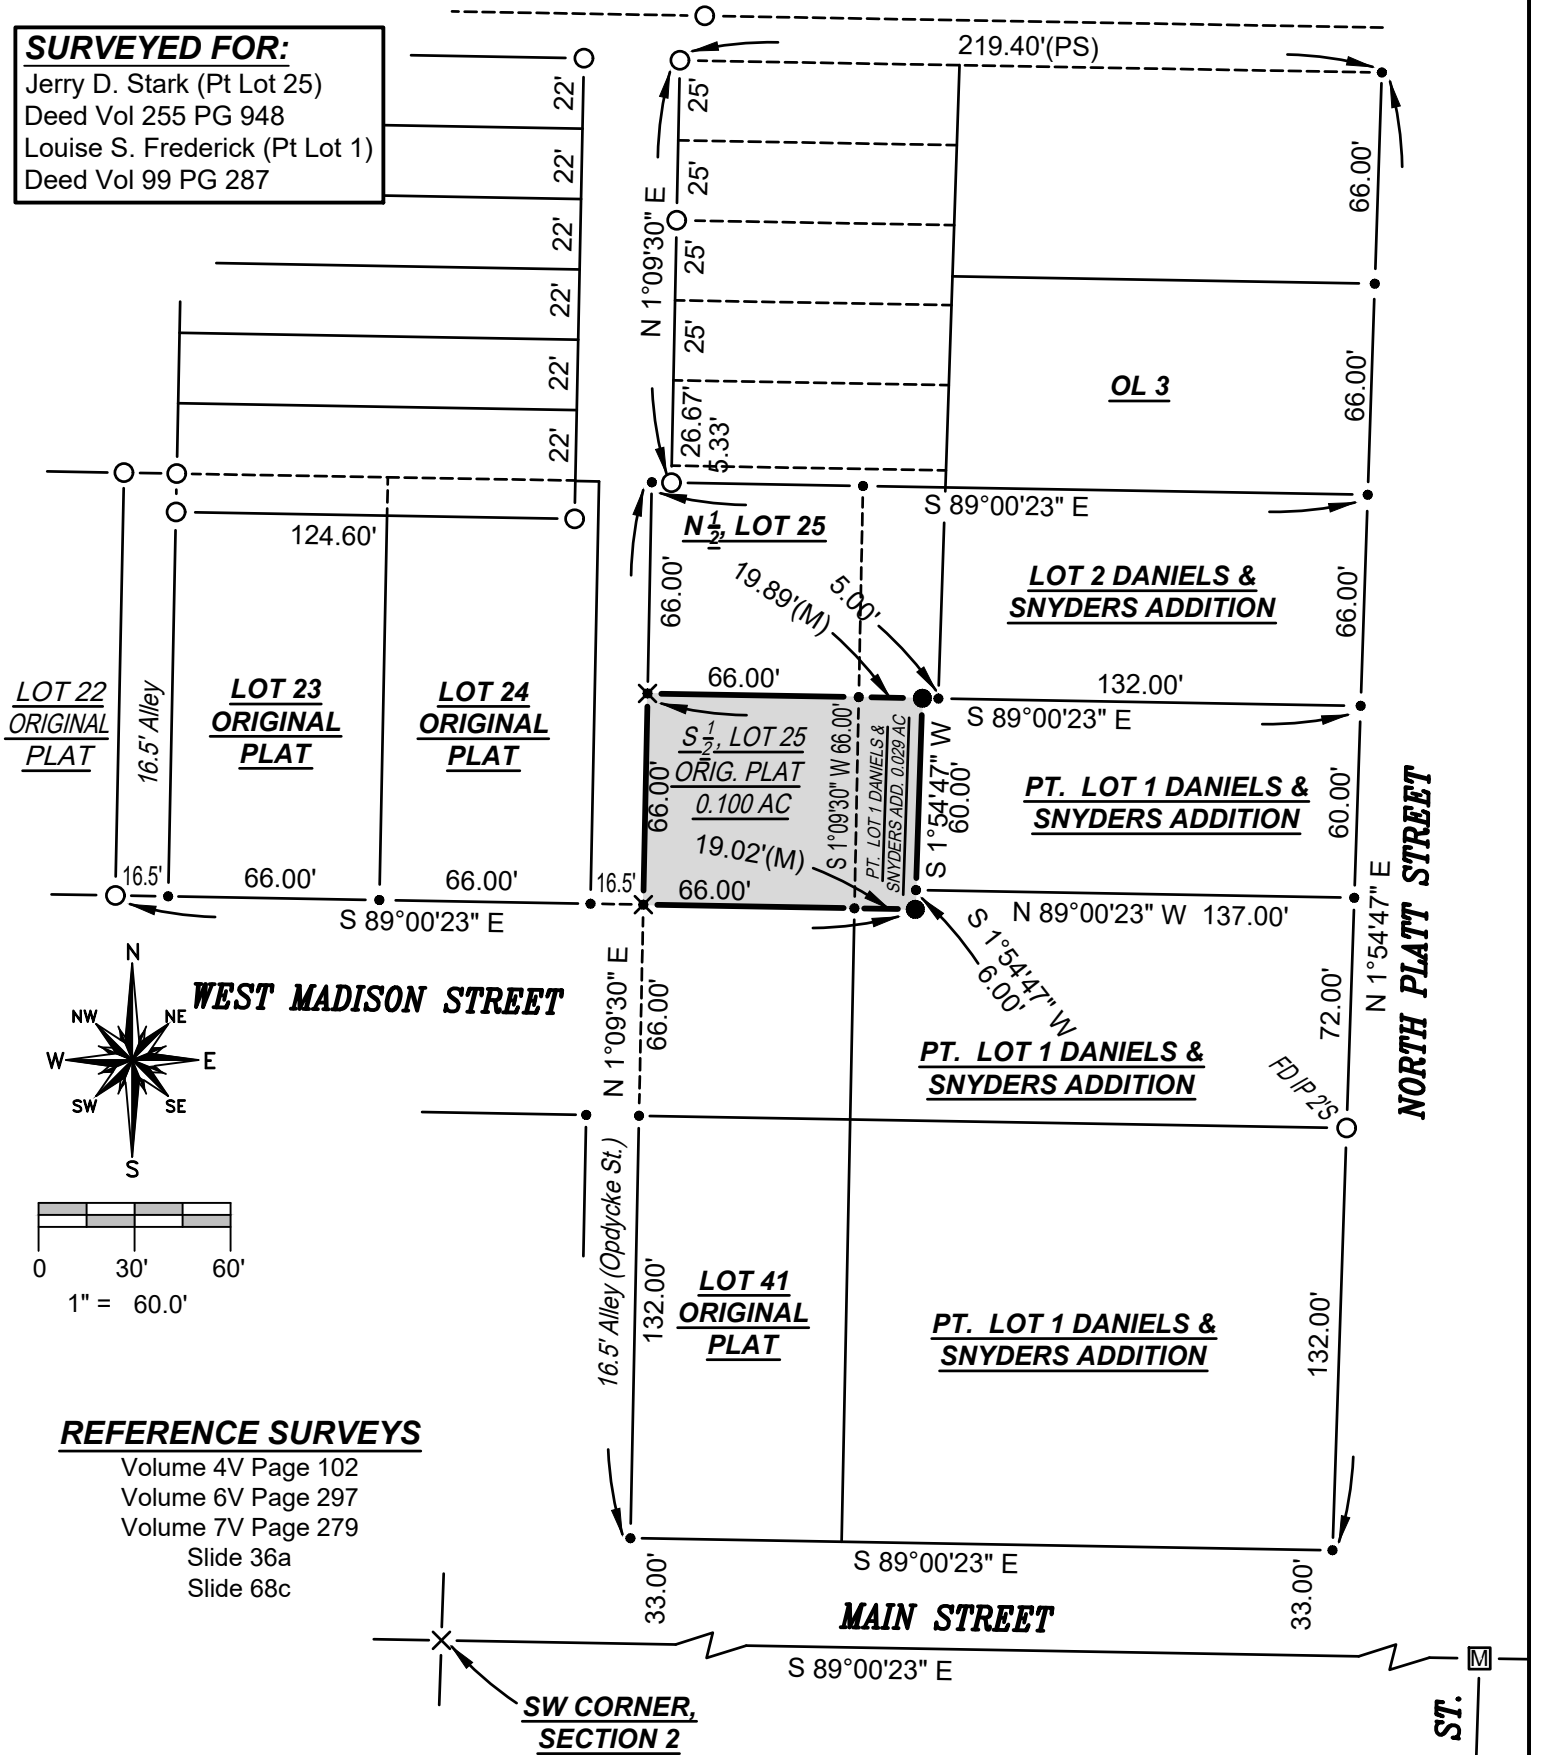 SURVEYED FOR:
Jerry D. Stark (Pt Lot 25)
Deed Vol 255 PG 948
Louise S. Frederick (Pt Lot 1)
Deed Vol 99 PG 287
219.40'(PS)
22'
22'
22'
22'
22'
22'
25'
25'
25'
25'
26.67'
5.33'
N 1°09'30" E
66.00'
66.00'
OL 3
S 89°00'23" E
124.60'
N 1/2, LOT 25
66.00'
19.89'(M)
5.00'
LOT 2 DANIELS &
SNYDERS ADDITION
66.00'
LOT 22
ORIGINAL
PLAT
16.5' Alley
LOT 23
ORIGINAL
PLAT
LOT 24
ORIGINAL
PLAT
66.00'
132.00'
S 89°00'23" E
S 1/2, LOT 25
ORIG. PLAT
0.100 AC
66.00'
S 1°09'30" W 66.00'
PT. LOT 1 DANIELS &
SNYDERS ADD. 0.029 AC
S 1°54'47" W
60.00'
PT. LOT 1 DANIELS &
SNYDERS ADDITION
60.00'
19.02'(M)
66.00'
16.5'
66.00'
66.00'
16.5'
S 89°00'23" E
N 89°00'23" W 137.00'
S 1°54'47" W
6.00'
N 1°54'47" E
NORTH PLATT STREET
72.00'
N
NE
E
SE
S
SW
W
NW
WEST MADISON STREET
N 1°09'30" E
66.00'
PT. LOT 1 DANIELS &
SNYDERS ADDITION
FD IP 2'S
0 30' 60'
1" = 60.0'
16.5' Alley (Opdycke St.)
132.00'
LOT 41
ORIGINAL
PLAT
PT. LOT 1 DANIELS &
SNYDERS ADDITION
132.00'
REFERENCE SURVEYS
Volume 4V Page 102
Volume 6V Page 297
Volume 7V Page 279
Slide 36a
Slide 68c
S 89°00'23" E
33.00'
33.00'
MAIN STREET
S 89°00'23" E
M
ST.
SW CORNER,
SECTION 2